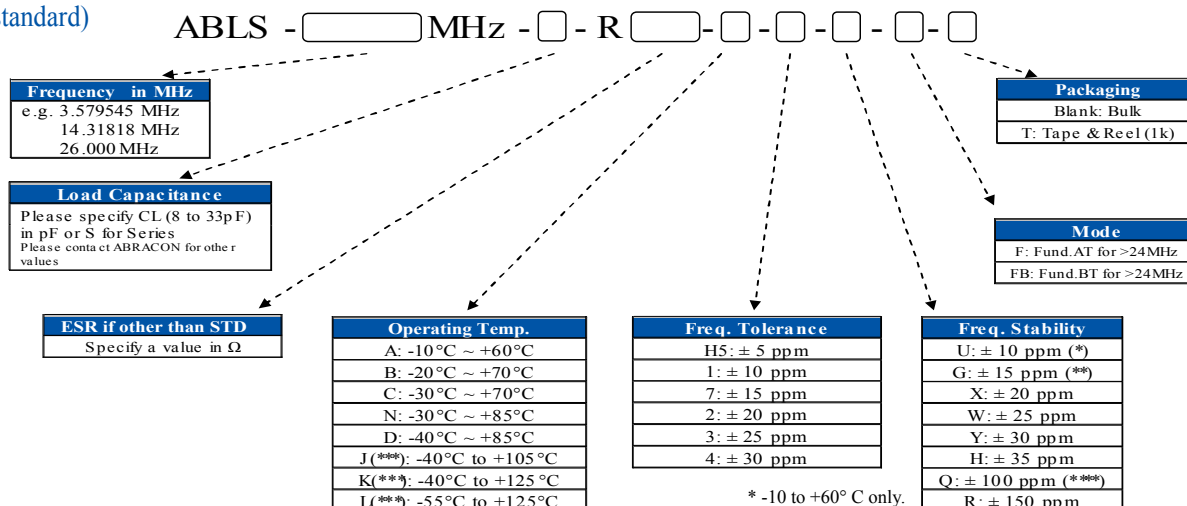 standard)
ABLS - MHz - - R - - - - -
Frequency in MHz
e.g. 3.579545 MHz
14.31818 MHz
26.000 MHz
Load Capacitance
Please specify CL (8 to 33pF)
in pF or S for Series
Please contact ABRACON for other
values
ESR if other than STD
Specify a value in Ω
Operating Temp.
A: -10°C ~ +60°C
B: -20°C ~ +70°C
C: -30°C ~ +70°C
N: -30°C ~ +85°C
D: -40°C ~ +85°C
J(***): -40°C to +105°C
K(***): -40°C to +125°C
L(***): -55°C to +125°C
Freq. Tolerance
H5: ± 5 ppm
1: ± 10 ppm
7: ± 15 ppm
2: ± 20 ppm
3: ± 25 ppm
4: ± 30 ppm
* -10 to +60° C only.
Freq. Stability
U: ± 10 ppm (*)
G: ± 15 ppm (**)
X: ± 20 ppm
W: ± 25 ppm
Y: ± 30 ppm
H: ± 35 ppm
Q: ± 100 ppm (****)
R: ± 150 ppm
Mode
F: Fund.AT for >24MHz
FB: Fund.BT for >24MHz
Packaging
Blank: Bulk
T: Tape & Reel (1k)